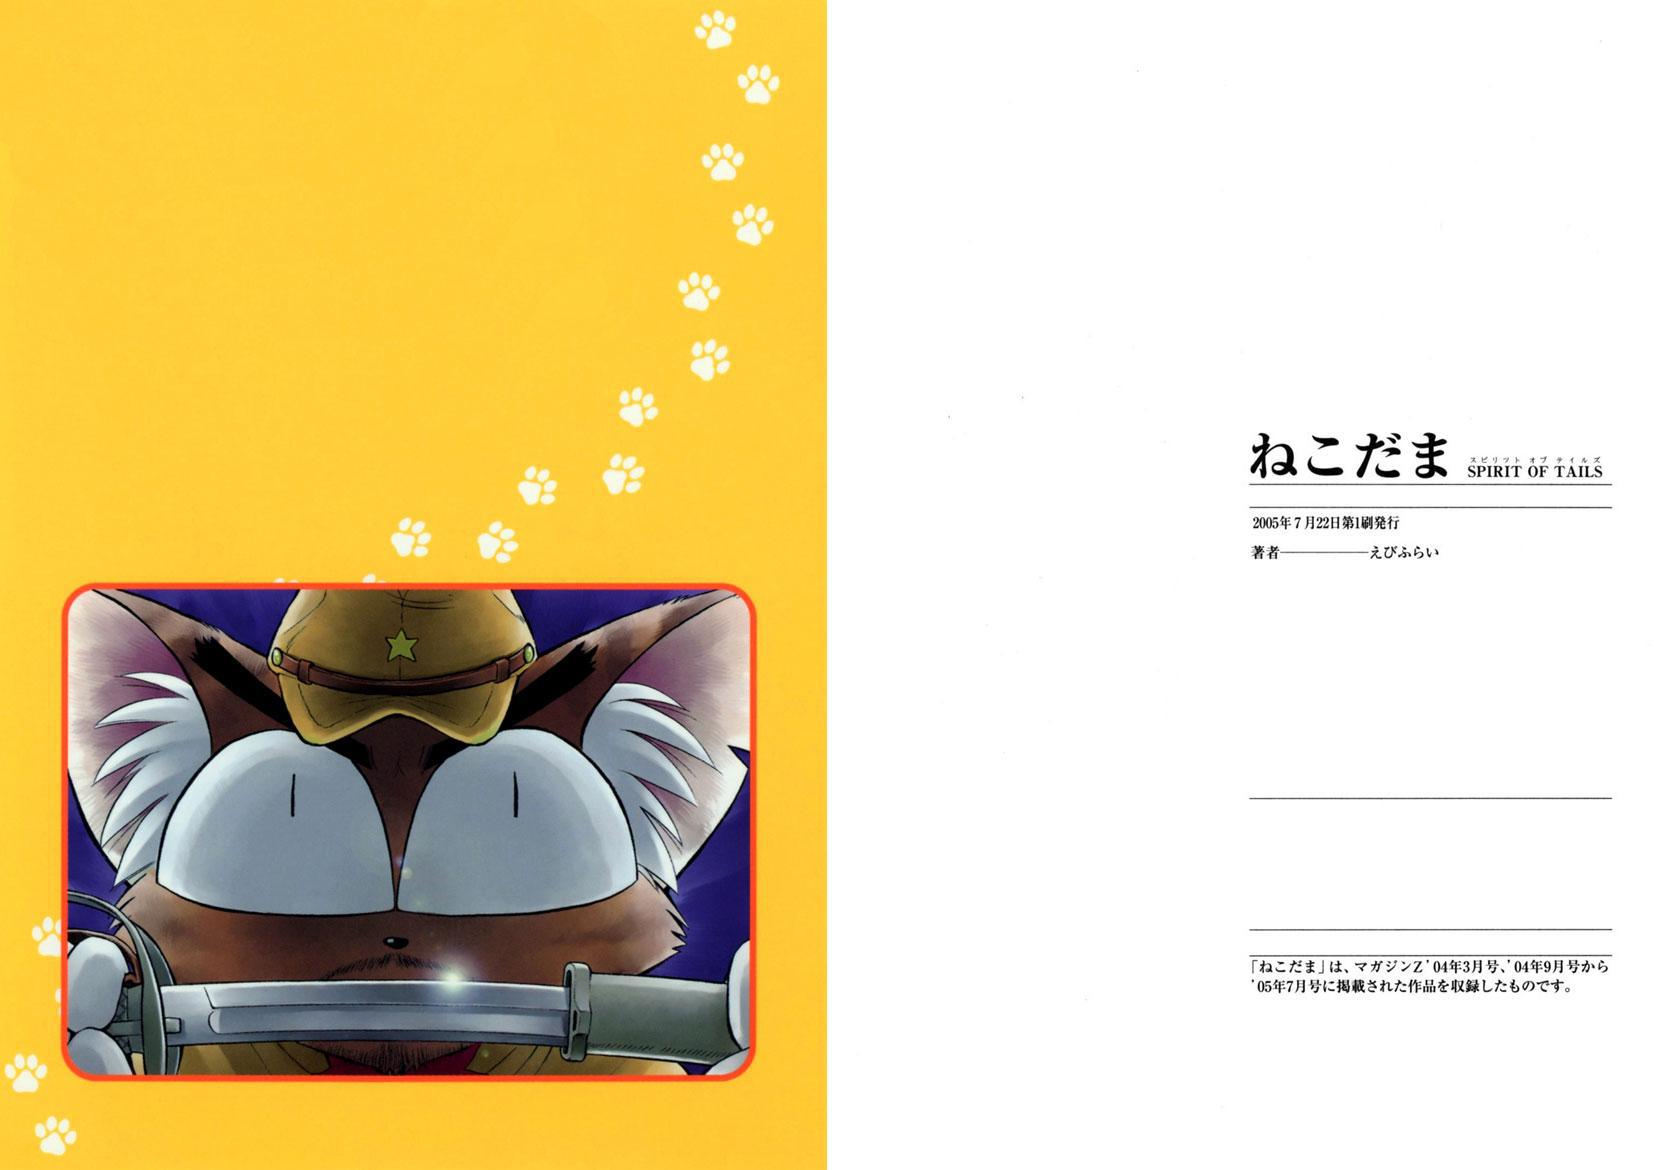 ねこだま SPIRIT OF TAILS
スピリット オブ テイルズ
2005年7月22日第1刷発行
著者――――――えびふらい
「ねこだま」は、マガジンZ'04年3月号、'04年9月号から
'05年7月号に掲載された作品を収録したものです。